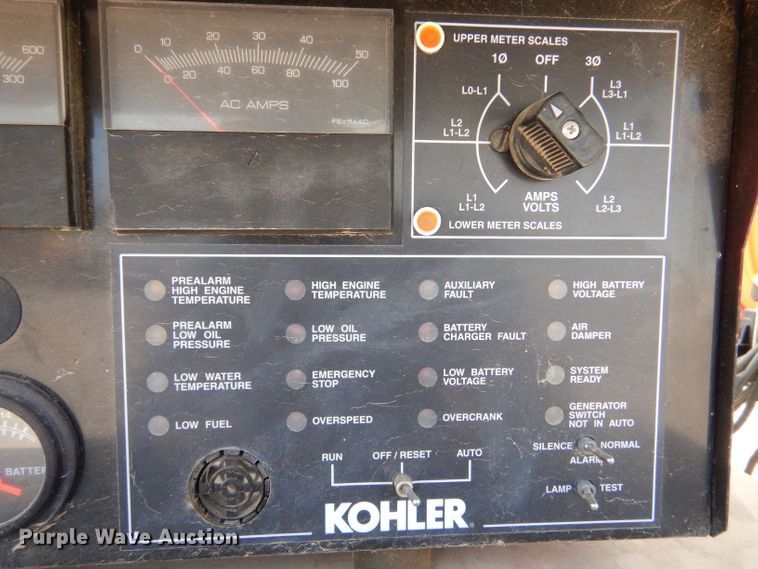 600
300
0 10 20 30 40 50
0 20 40 60 80 100
AC AMPS
FS=5AAC
UPPER METER SCALES
1Ø OFF 3Ø
L0-L1
L3
L3-L1
L2
L1-L2
L1
L1-L2
L1
L1-L2
AMPS
VOLTS
L2
L2-L3
LOWER METER SCALES
PREALARM
HIGH ENGINE
TEMPERATURE
HIGH ENGINE
TEMPERATURE
AUXILIARY
FAULT
HIGH BATTERY
VOLTAGE
PREALARM
LOW OIL
PRESSURE
LOW OIL
PRESSURE
BATTERY
CHARGER FAULT
AIR
DAMPER
LOW WATER
TEMPERATURE
EMERGENCY
STOP
LOW BATTERY
VOLTAGE
SYSTEM
READY
LOW FUEL
OVERSPEED
OVERCRANK
GENERATOR
SWITCH
NOT IN AUTO
RUN
OFF/RESET
AUTO
SILENCE NORMAL
ALARM
LAMP TEST
KOHLER
14
BATTER
Purple Wave Auction